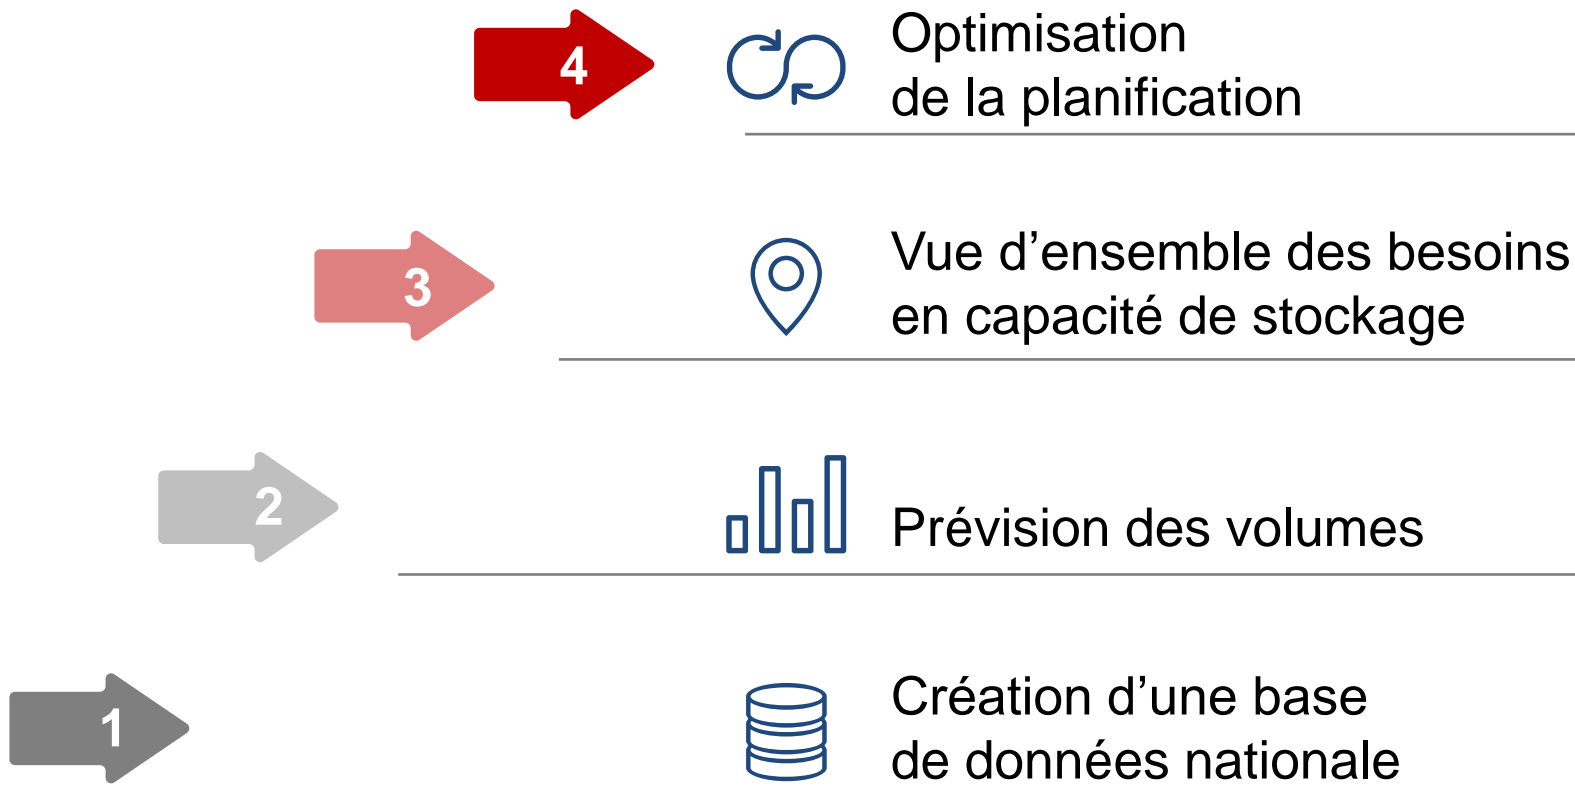 4
Optimisation
de la planification
3
Vue d’ensemble des besoins
en capacité de stockage
2
Prévision des volumes
1
Création d’une base
de données nationale